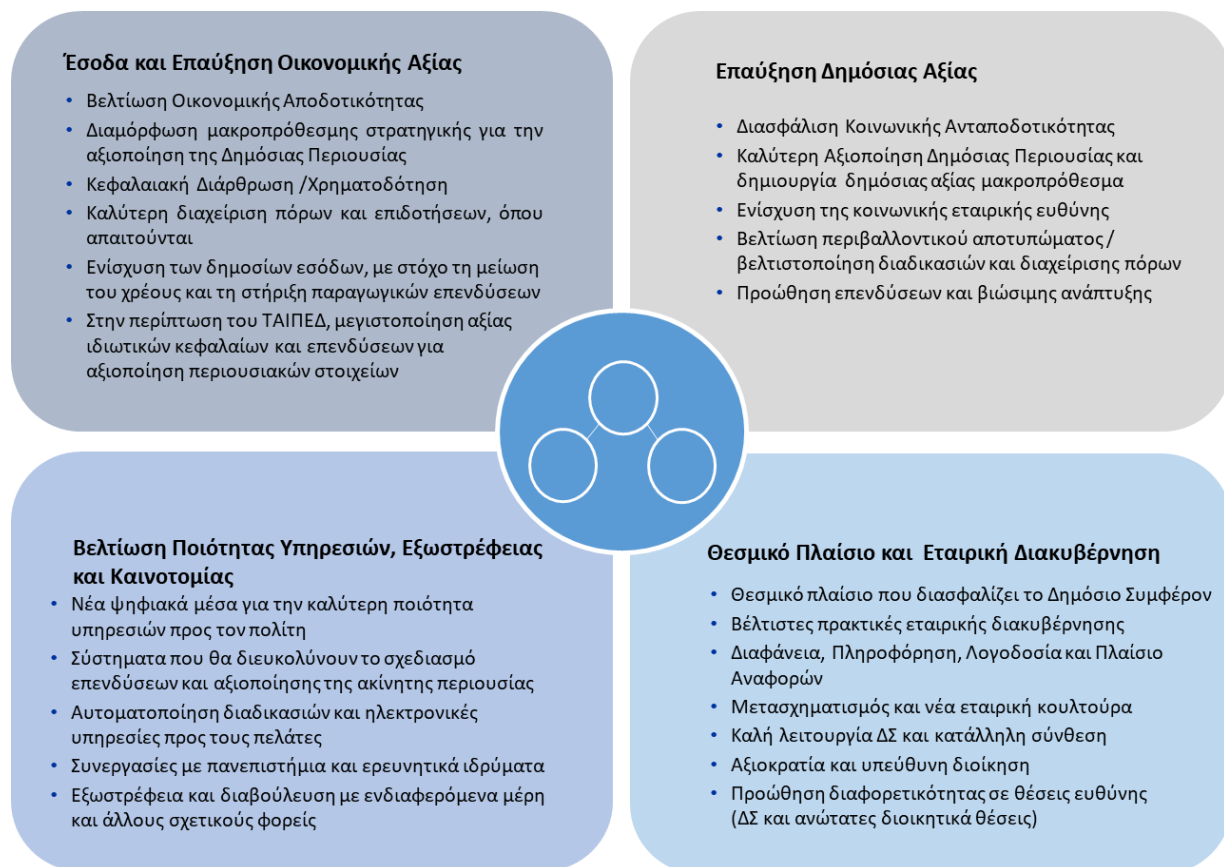 Έσοδα και Επαύξηση Οικονομικής Αξίας
• Βελτίωση Οικονομικής Αποδοτικότητας
• Διαμόρφωση μακροπρόθεσμης στρατηγικής για την
αξιοποίηση της Δημόσιας Περιουσίας
• Κεφαλαιακή Διάρθρωση /Χρηματοδότηση
• Καλύτερη διαχείριση πόρων και επιδοτήσεων, όπου
απαιτούνται
• Ενίσχυση των δημοσίων εσόδων, με στόχο τη μείωση
του χρέους και τη στήριξη παραγωγικών επενδύσεων
• Στην περίπτωση του ΤΑΙΠΕΔ, μεγιστοποίηση αξίας
ιδιωτικών κεφαλαίων και επενδύσεων για
αξιοποίηση περιουσιακών στοιχείων
Επαύξηση Δημόσιας Αξίας
• Διασφάλιση Κοινωνικής Ανταποδοτικότητας
• Καλύτερη Αξιοποίηση Δημόσιας Περιουσίας και
δημιουργία δημόσιας αξίας μακροπρόθεσμα
• Ενίσχυση της κοινωνικής εταιρικής ευθύνης
• Βελτίωση περιβαλλοντικού αποτυπώματος /
βελτιστοποίηση διαδικασιών και διαχείρισης πόρων
• Προώθηση επενδύσεων και βιώσιμης ανάπτυξης
Βελτίωση Ποιότητας Υπηρεσιών, Εξωστρέφειας
και Καινοτομίας
• Νέα ψηφιακά μέσα για την καλύτερη ποιότητα
υπηρεσιών προς τον πολίτη
• Σύστηματα που θα διευκολύνουν το σχεδιασμό
επενδύσεων και αξιοποίησης της ακίνητης περιουσίας
• Αυτοματοποίηση διαδικασιών και ηλεκτρονικές
υπηρεσίες προς τους πελάτες
• Συνεργασίες με πανεπιστήμια και ερευνητικά ιδρύματα
• Εξωστρέφεια και διαβούλευση με ενδιαφερόμενα μέρη
και άλλους σχετικούς φορείς
Θεσμικό Πλαίσιο και Εταιρική Διακυβέρνηση
• Θεσμικό πλαίσιο που διασφαλίζει το Δημόσιο Συμφέρον
• Βέλτιστες πρακτικές εταιρικής διακυβέρνησης
• Διαφάνεια, Πληροφόρηση, Λογοδοσία και Πλαίσιο
Αναφορών
• Μετασχηματισμός και νέα εταιρική κουλτούρα
• Καλή λειτουργία ΔΣ και κατάλληλη σύνθεση
• Αξιοκρατία και υπεύθυνη διοίκηση
• Προώθηση διαφορετικότητας σε θέσεις ευθύνης
(ΔΣ και ανώτατες διοικητικά θέσεις)